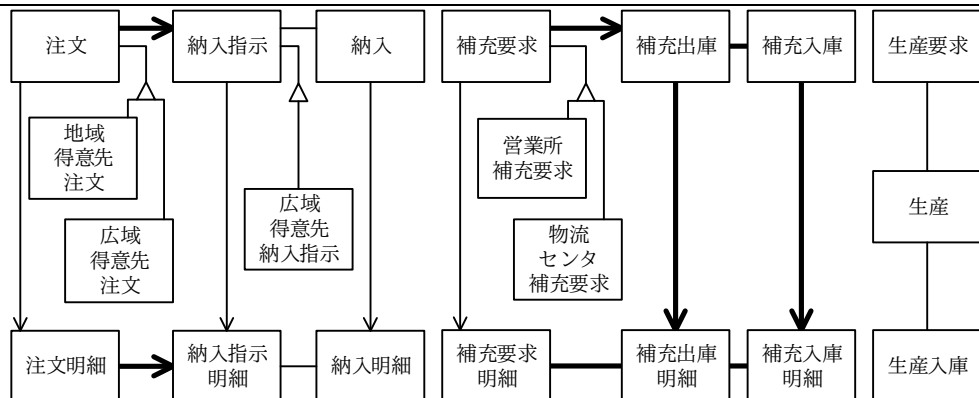 注文
納入指示
納入
補充要求
補充出庫
補充入庫
生産要求
地域
得意先
注文
広域
得意先
注文
広域
得意先
納入指示
営業所
補充要求
物流
センタ
補充要求
生産
注文明細
納入指示
明細
納入明細
補充要求
明細
補充出庫
明細
補充入庫
明細
生産入庫